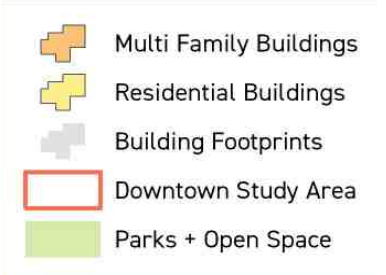 Multi Family Buildings
Residential Buildings
Building Footprints
Downtown Study Area
Parks + Open Space